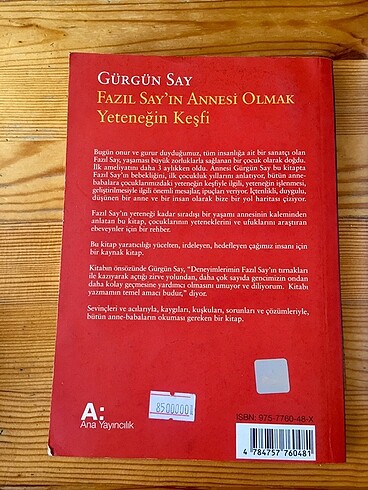 GÜRGÜN SAY
FAZIL SAY'IN ANNESİ OLMAK
Yeteneğin Keşfi
Bugün onur ve gurur duyduğumuz, tüm insanlığa ait bir sanatçı olan
Fazıl Say, yaşaması büyük zorluklarla sağlanan bir çocuk olarak doğdu.
İlk ameliyatını daha 3 aylıkken oldu. Annesi Gürgün Say bu kitapta
Fazıl Say'ın bebekliğini, ilk çocukluk yıllarını anlatıyor, bütün anne-
babalara çocuklarımızdaki yeteneğin keşfiyle ilgili, yeteneğin işlenmesi,
geliştirilmesiyle ilgili önemli mesajlar, ipuçları veriyor. İçtenlikli, duygulu,
düşünen bir anne ve bir insan olarak bize bir yol haritası çiziyor.
Fazıl Say'ın yeteneği kadar sıradışı bir yaşamı annesinin kaleminden
anlatan bu kitap, çocuklarının yeteneklerini ve ufuklarını araştıran
ebeveynler için bir rehber.
Bu kitap yaratıcılığı yücelten, irdeleyen, hedefleyen çağımız insanı için
bir kaynak kitap.
Kitabın önsözünde Gürgün Say, "Deneyimlerimin Fazıl Say'ın tırnakları
ile kazıyarak açtığı zirve yolundan, daha çok sayıda gencimizin ondan
daha kolay geçmesine yardımcı olmasını umuyor ve diliyorum. Kitabı
yazmamın temel amacı budur," diyor.
Sevinçleri ve acılarıyla, kaygıları, kuşkuları, sorunları ve çözümleriyle,
bütün anne-babaların okuması gereken bir kitap.
A:
Ana Yayıncılık
8500000
ISBN: 975-7760-48-X
4 784757 760481